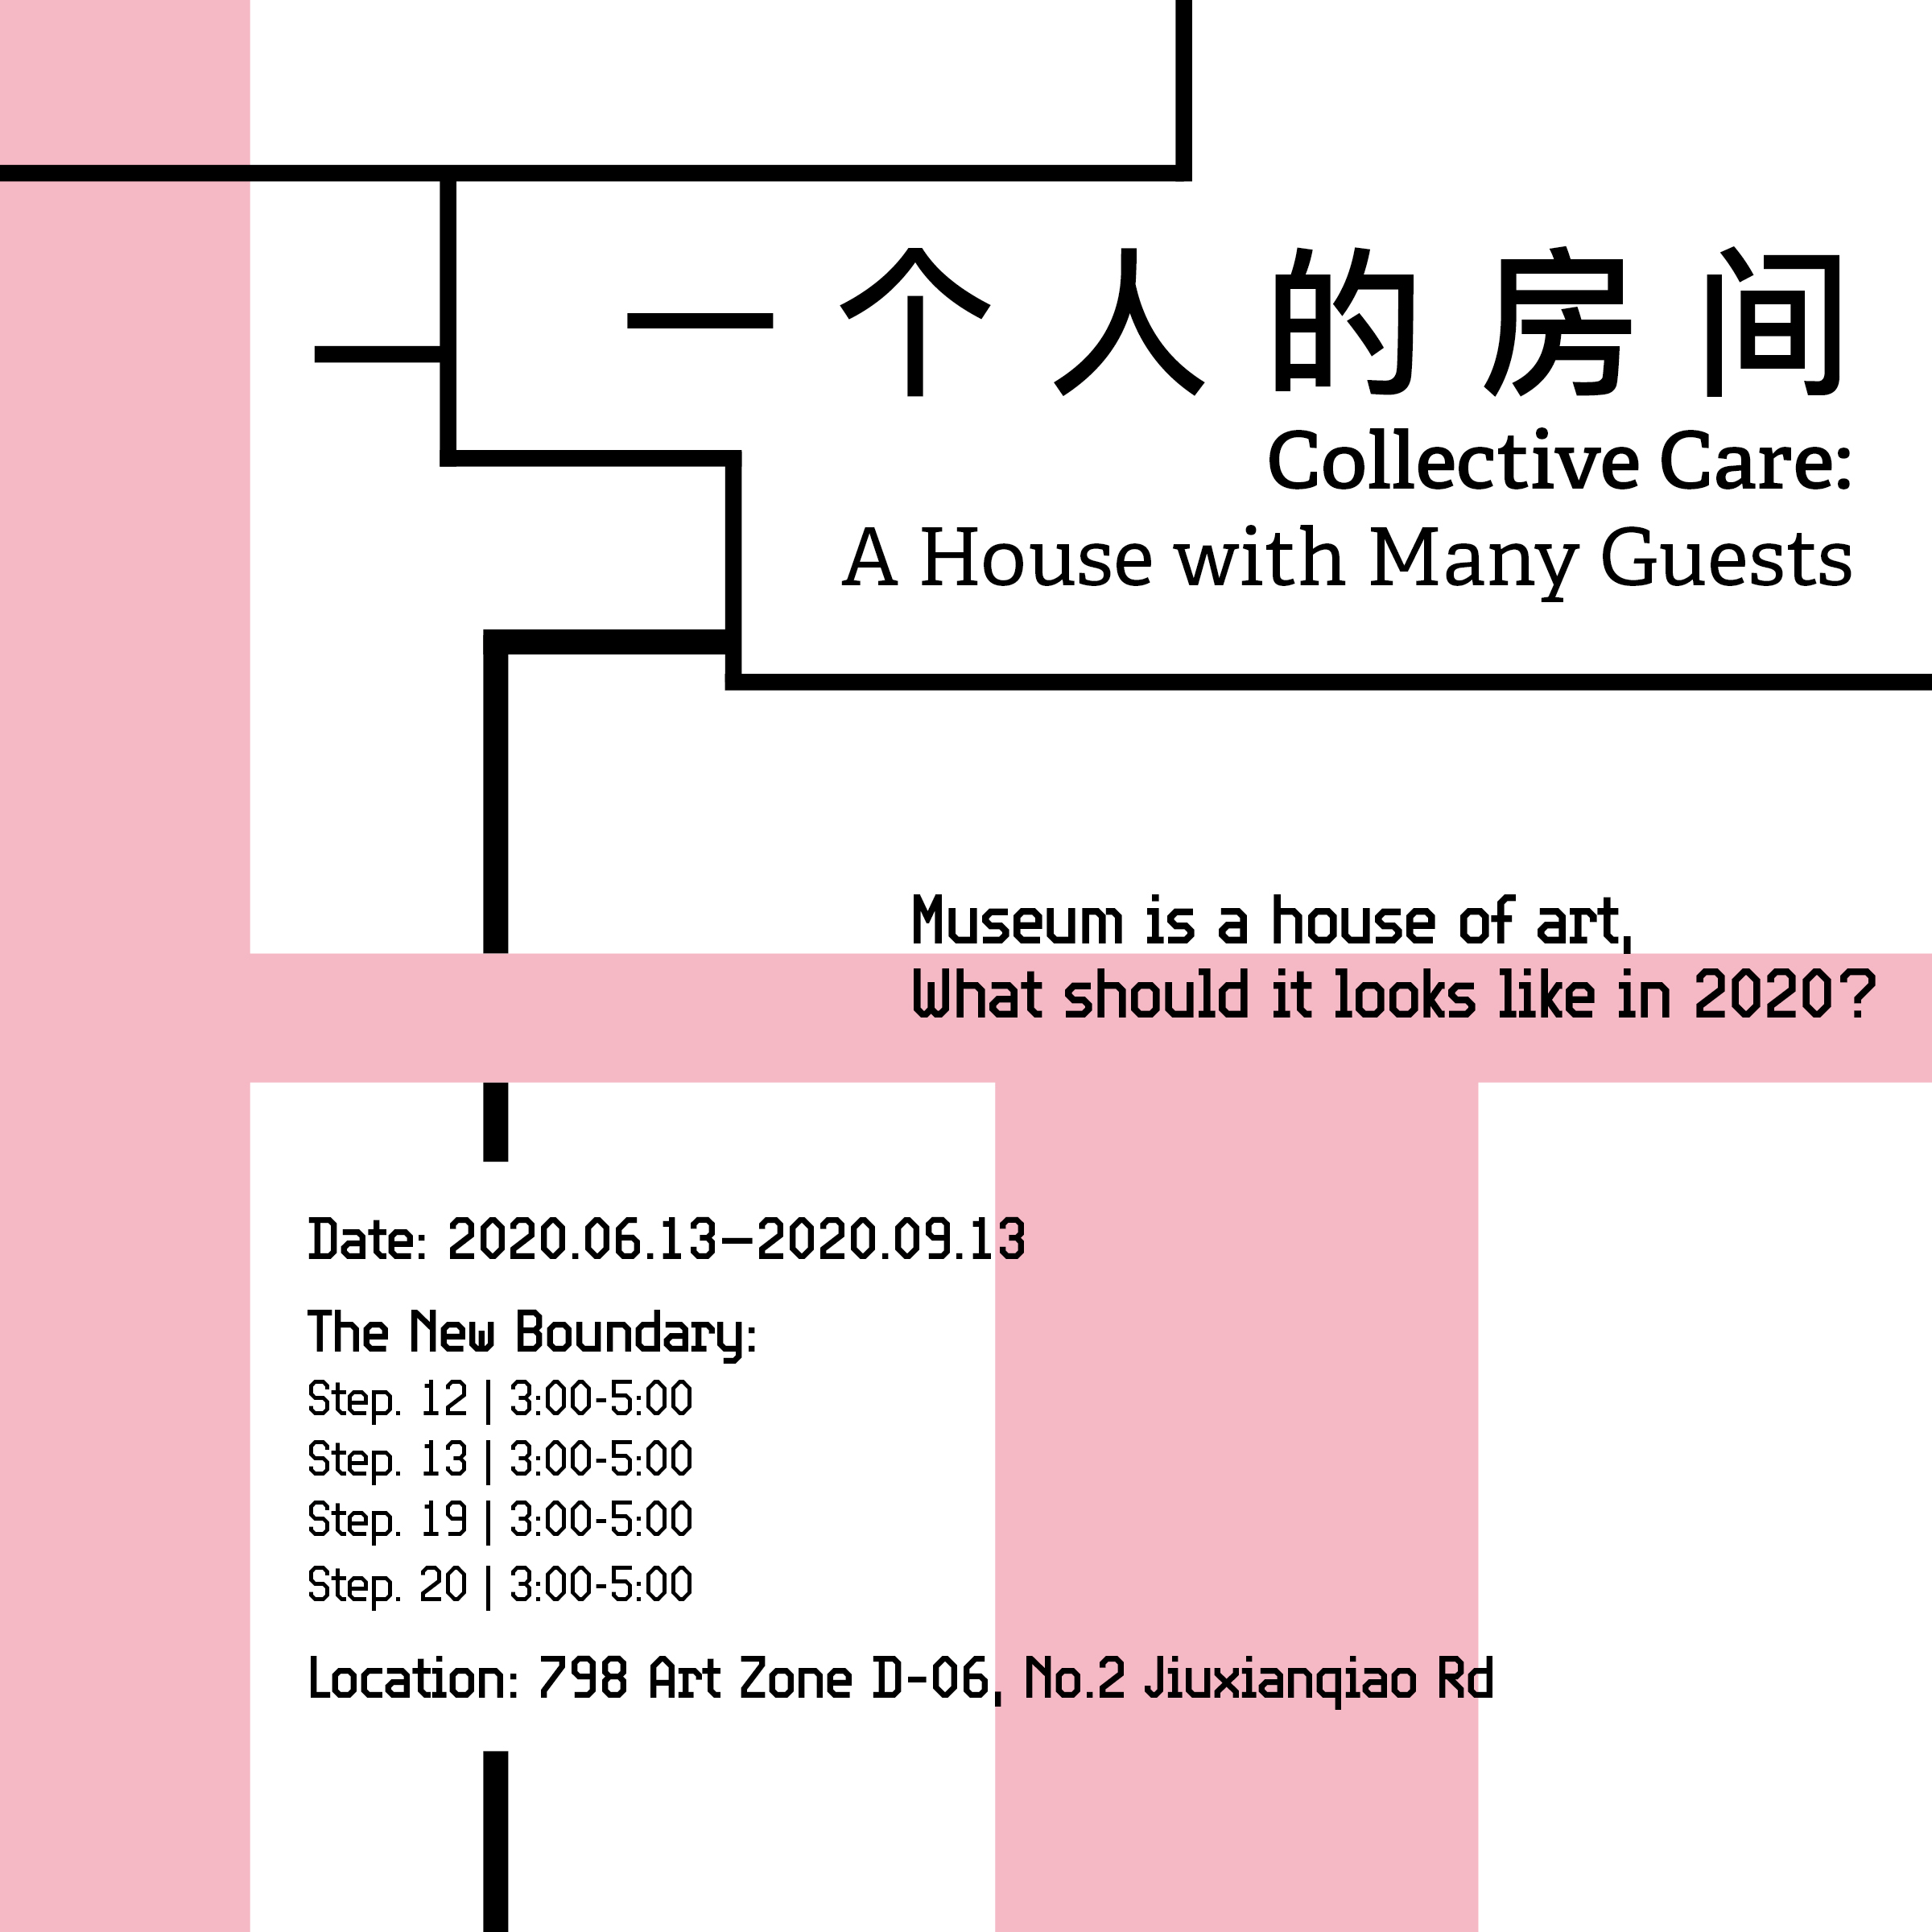 一个人的房间
Collective Care:
A House with Many Guests
Museum is a house of art,
What should it looks like in 2020?
Date: 2020.06.13—2020.09.13
The New Boundary:
Step. 12 | 3:00-5:00
Step. 13 | 3:00-5:00
Step. 19 | 3:00-5:00
Step. 20 | 3:00-5:00
Location: 798 Art Zone D-06, No.2 Jiuxianqiao Rd